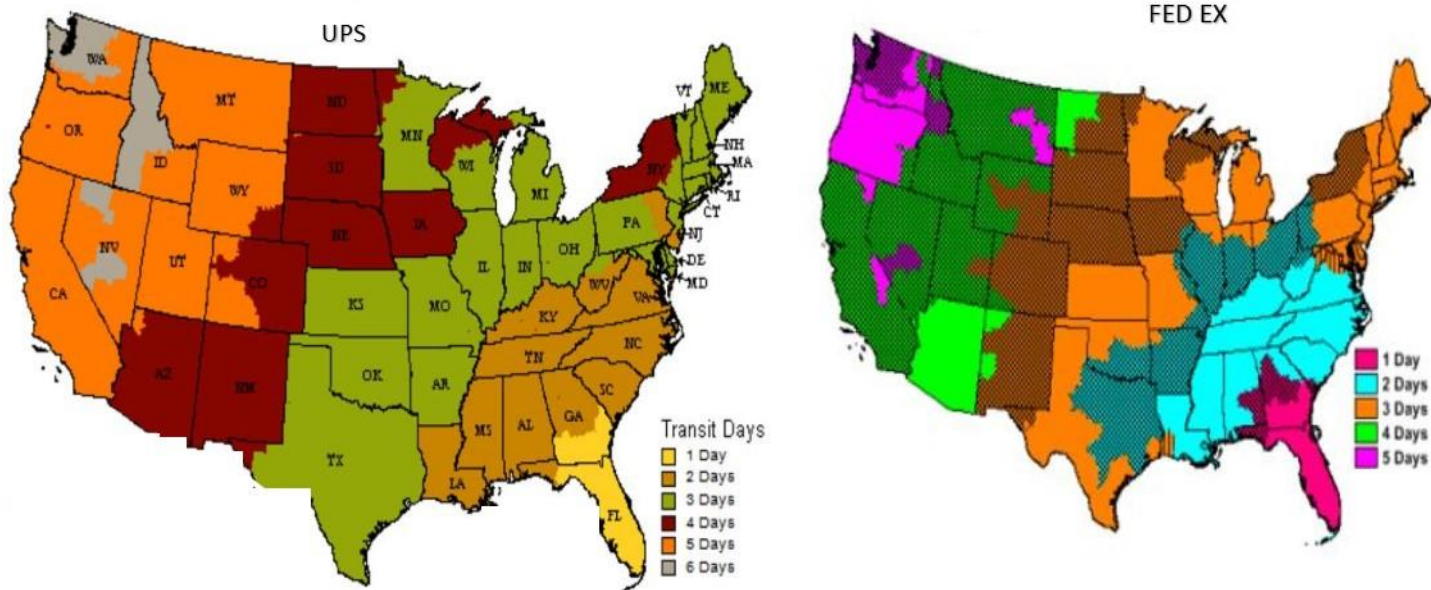 UPS
FED EX
WA
MT
ND
MN
VT
ME
OR
ID
WY
SD
WI
MI
NY
NH
MA
RI
CT
NV
UT
CO
NE
IA
IL
IN
OH
PA
NJ
DE
MD
CA
KS
MO
KY
WV
VA
AZ
NM
OK
AR
TN
NC
SC
TX
LA
MS
AL
GA
FL
Transit Days
1 Day
2 Days
3 Days
4 Days
5 Days
6 Days
1 Day
2 Days
3 Days
4 Days
5 Days